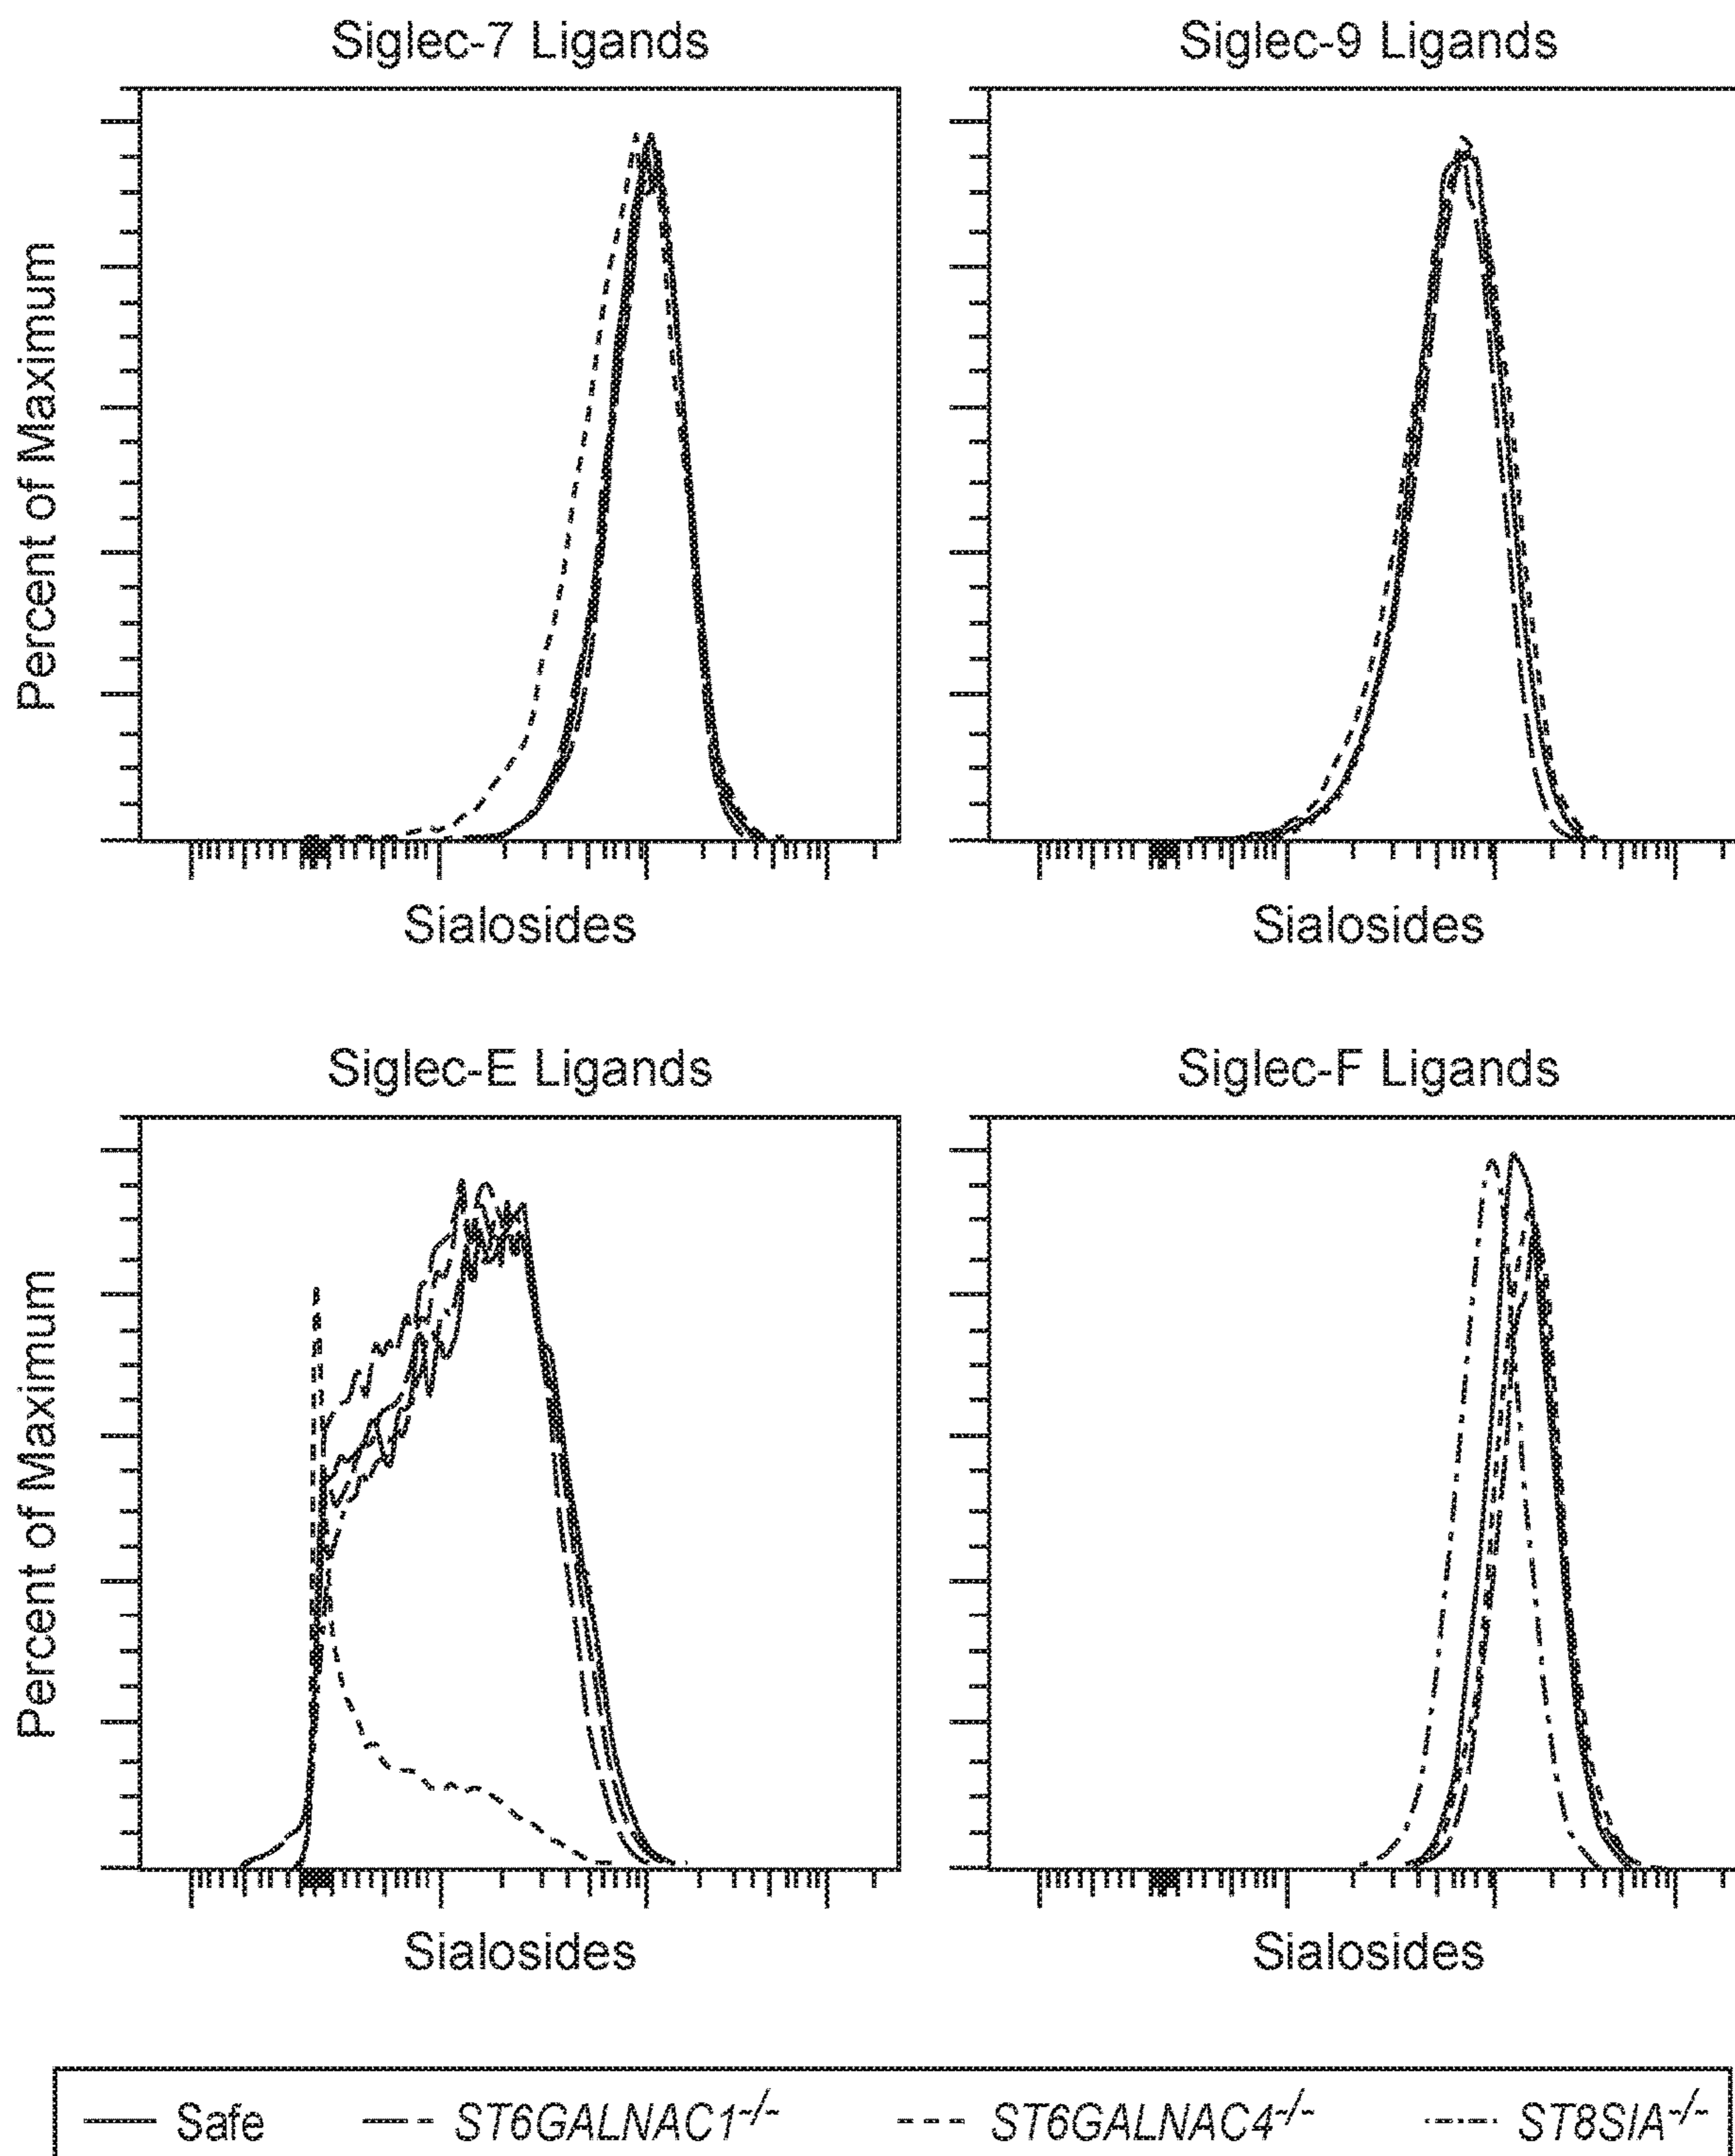 Siglec-7 Ligands
Siglec-9 Ligands
Percent of Maximum
Sialosides
Sialosides
Siglec-E Ligands
Siglec-F Ligands
Percent of Maximum
Sialosides
Sialosides
Safe
ST6GALNAC1-/-
ST6GALNAC4-/-
ST8SIA-/-